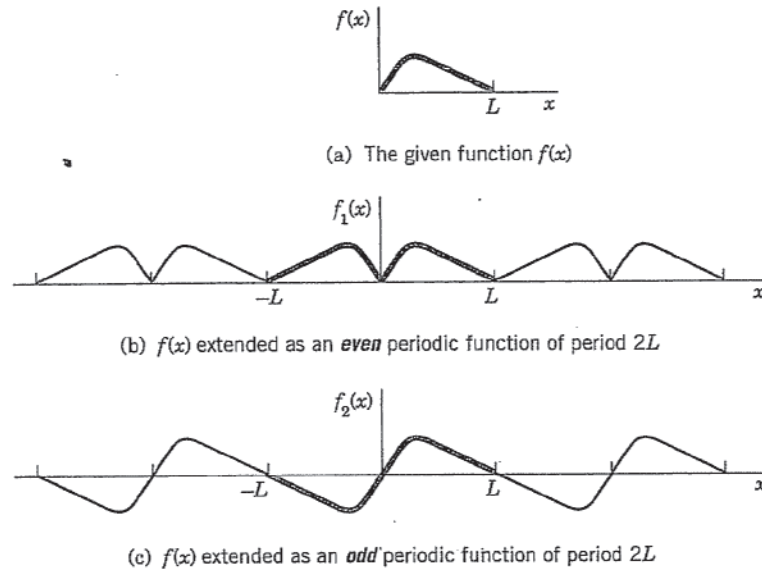 f(x)
L x
(a) The given function f(x)
f₁(x)
−L L x
(b) f(x) extended as an even periodic function of period 2L
f₂(x)
−L L x
(c) f(x) extended as an odd periodic function of period 2L